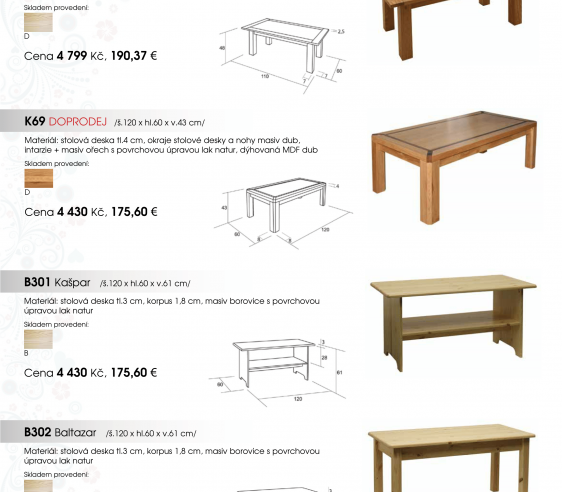 Skladem provedení:
D
Cena 4 799 Kč, 190,37 €
48
2,5
119
7
7
60
K69 DOPRODEJ /š.120 x hl.60 x v.43 cm/
Materiál: stolová deska tl.4 cm, okraje stolové desky a nohy masiv dub,
intarzie + masiv ořech s povrchovou úpravou lak natur, dýhovaná MDF dub
Skladem provedení:
D
Cena 4 430 Kč, 175,60 €
43
4
60
8
8
120
B301 Kašpar /š.120 x hl.60 x v.61 cm/
Materiál: stolová deska tl.3 cm, korpus 1,8 cm, masiv borovice s povrchovou
úpravou lak natur
Skladem provedení:
B
Cena 4 430 Kč, 175,60 €
3
28
61
60
120
B302 Baltazar /š.120 x hl.60 x v.61 cm/
Materiál: stolová deska tl.3 cm, korpus 1,8 cm, masiv borovice s povrchovou
úpravou lak natur
Skladem provedení:
3